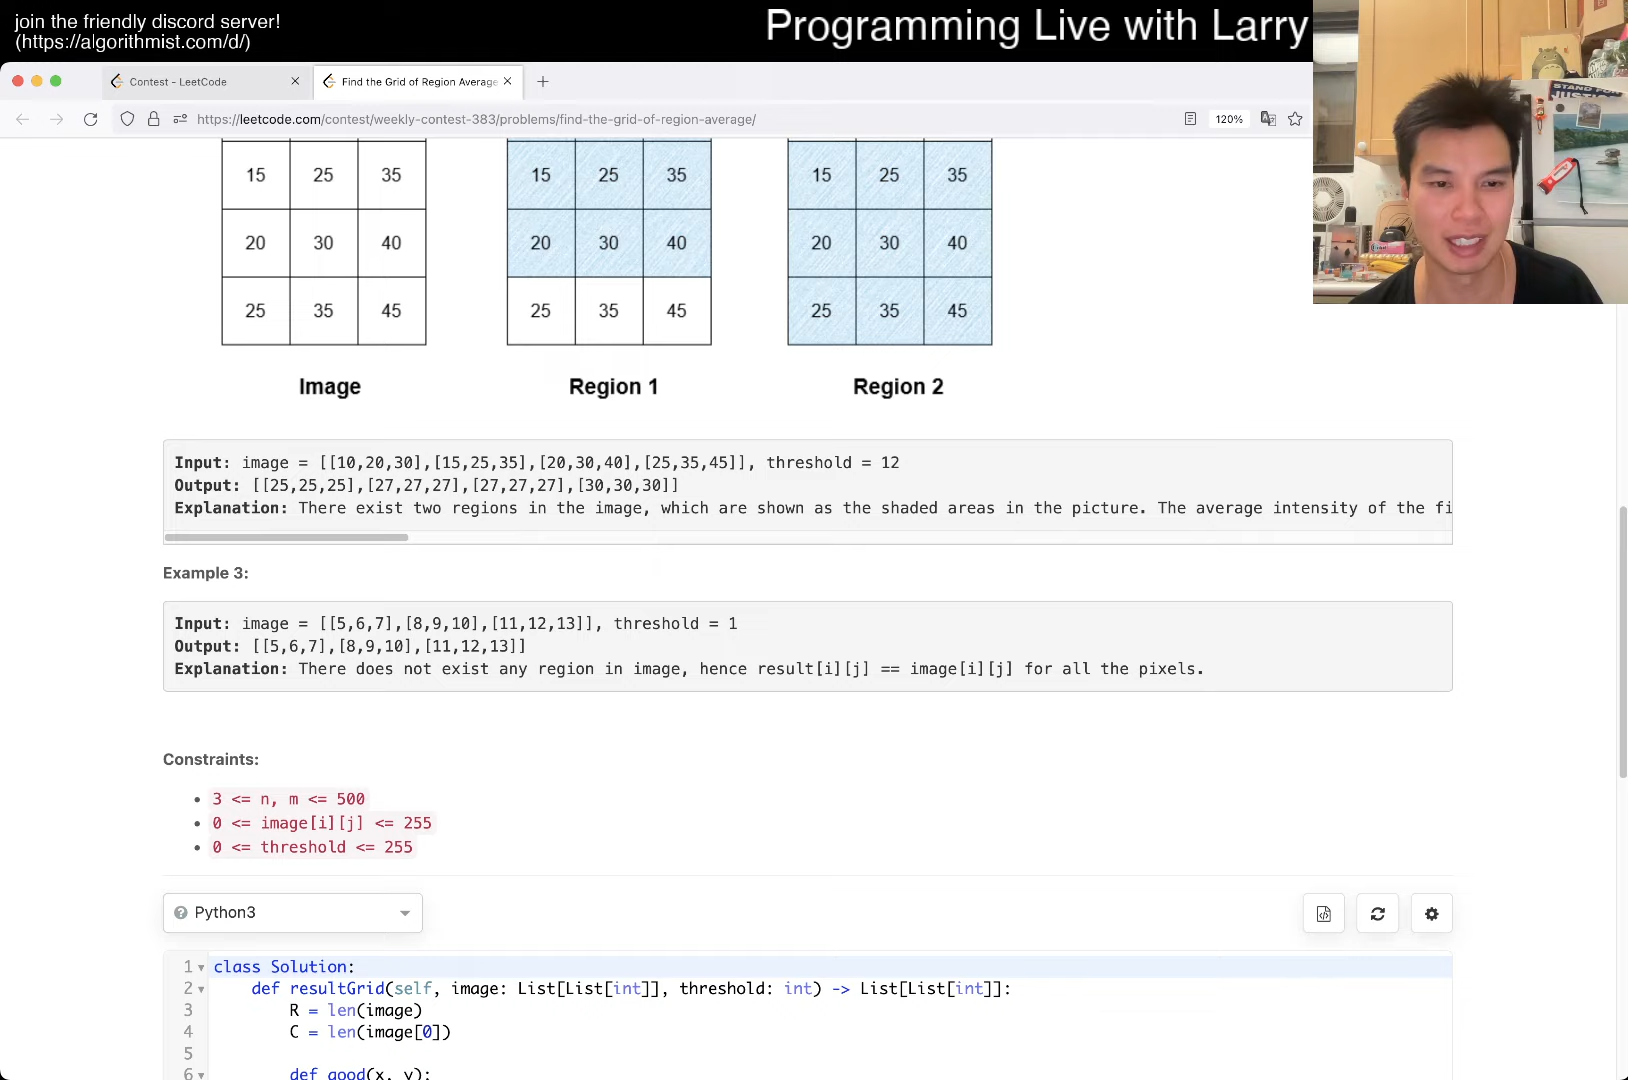 join the friendly discord server!
(https://algorithmist.com/d/)
Programming Live with Larry
Contest - LeetCode
Find the Grid of Region Average
https://leetcode.com/contest/weekly-contest-383/problems/find-the-grid-of-region-average/
120%
15 25 35
20 30 40
25 35 45
Image
15 25 35
20 30 40
25 35 45
Region 1
15 25 35
20 30 40
25 35 45
Region 2
Input: image = [[10,20,30],[15,25,35],[20,30,40],[25,35,45]], threshold = 12
Output: [[25,25,25],[27,27,27],[27,27,27],[30,30,30]]
Explanation: There exist two regions in the image, which are shown as the shaded areas in the picture. The average intensity of the fi
Example 3:
Input: image = [[5,6,7],[8,9,10],[11,12,13]], threshold = 1
Output: [[5,6,7],[8,9,10],[11,12,13]]
Explanation: There does not exist any region in image, hence result[i][j] == image[i][j] for all the pixels.
Constraints:
3 <= n, m <= 500
0 <= image[i][j] <= 255
0 <= threshold <= 255
Python3
1 class Solution:
2 def resultGrid(self, image: List[List[int]], threshold: int) -> List[List[int]]:
3 R = len(image)
4 C = len(image[0])
5
6 def good(x, y):